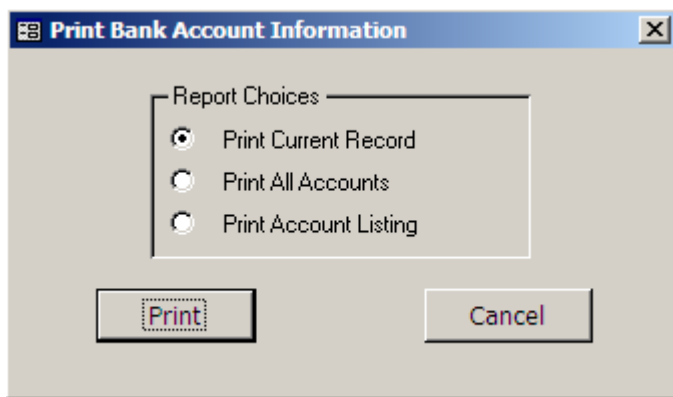 Print Bank Account Information
Report Choices
Print Current Record
Print All Accounts
Print Account Listing
Print
Cancel